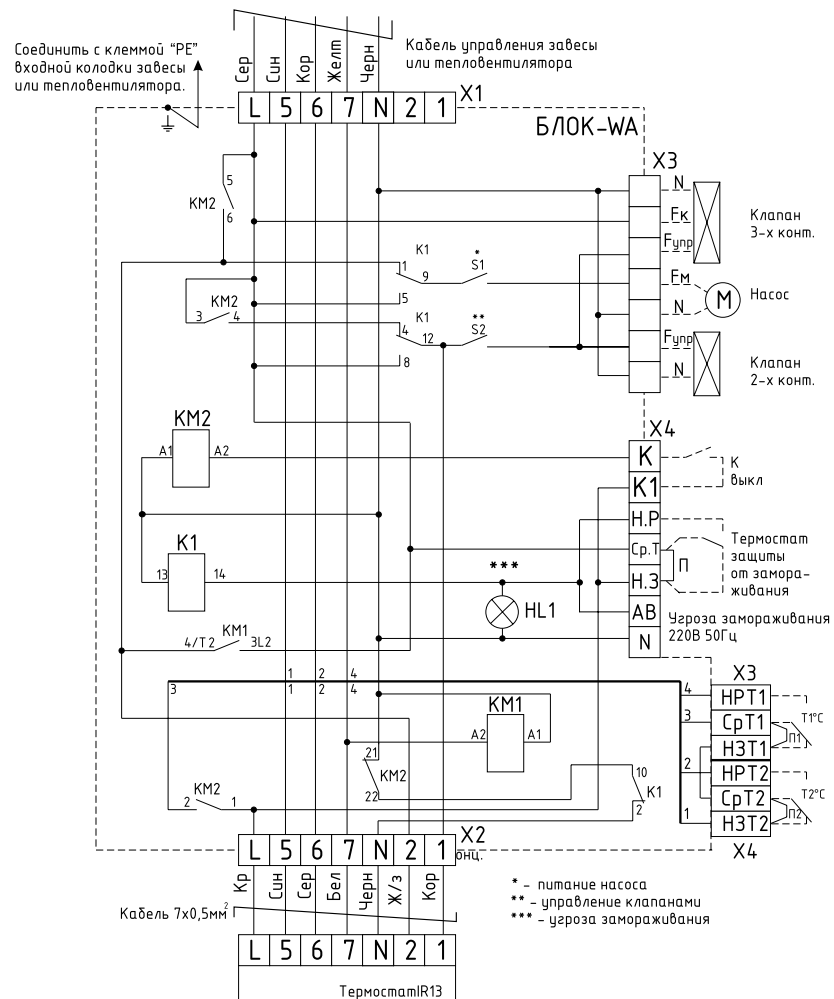 Соединить с клеммой "РЕ"
входной колодки завесы
или тепловентилятора.
Сер
Син
Кор
Желт
Черн
Кабель управления завесы
или тепловентилятора
L 5 6 7 N 2 1
X1
БЛОК-WA
X3
N
Fк
Fупр
Fм
N
Fупр
N
Клапан
3-х конт.
M
Насос
Клапан
2-х конт.
5
KM2
6
K1
1
9
*
S1
5
KM2
3 4
K1
4
12
**
S2
8
KM2
A1 A2
K1
13 14
X4
K
K1
Н.Р
Ср.Т
Н.З
АВ
N
К
выкл
П
Термостат
защиты
от замора-
живания
Угроза замораживания
220В 50Гц
***
HL1
KM1
4/T2 3L2
1 2 4
3
1 2 4
KM1
A2 A1
21
KM2
22
10
K1
2
KM2
2 1
X3
4 НРТ1
3 СрТ1
НЗТ1
2 НРТ2
СрТ2
1 НЗТ2
X4
T1°C
П1
T2°C
П2
L 5 6 7 N 2 1
X2
онц.
Кр
Син
Сер
Бел
Черн
Ж/з
Кор
Кабель 7х0,5мм²
* - питание насоса
** - управление клапанами
*** - угроза замораживания
L 5 6 7 N 2 1
ТермостатIR13